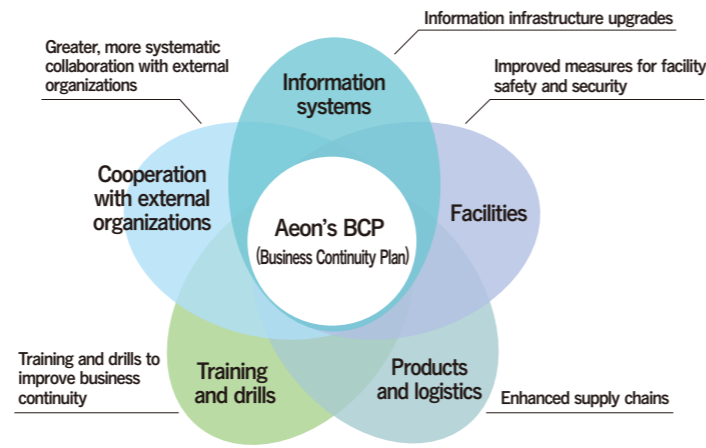 Information infrastructure upgrades
Greater, more systematic
collaboration with external
organizations
Improved measures for facility
safety and security
Information
systems
Cooperation
with external
organizations
Facilities
Aeon's BCP
(Business Continuity Plan)
Training and drills to
improve business
continuity
Training
and drills
Products
and logistics
Enhanced supply chains